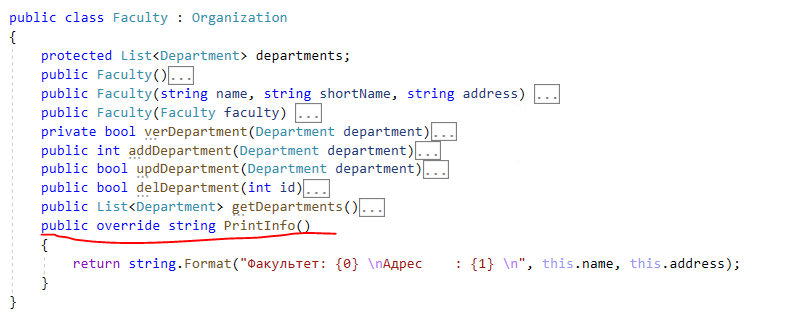 public class Faculty : Organization
{
protected List<Department> departments;
public Faculty()...
public Faculty(string name, string shortName, string address) ...
public Faculty(Faculty faculty) ...
private bool verDepartment(Department department)...
public int addDepartment(Department department)...
public bool updDepartment(Department department)...
public bool delDepartment(int id)...
public List<Department> getDepartments()...
public override string PrintInfo()
{
return string.Format("Факультет: {0} \nАдрес    : {1} \n", this.name, this.address);
}
}